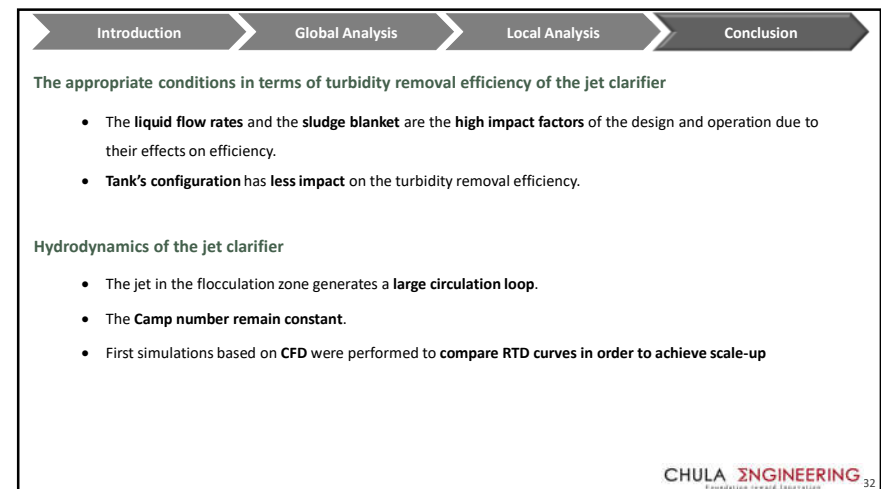 Introduction Global Analysis Local Analysis Conclusion
The appropriate conditions in terms of turbidity removal efficiency of the jet clarifier
• The liquid flow rates and the sludge blanket are the high impact factors of the design and operation due to
their effects on efficiency.
• Tank's configuration has less impact on the turbidity removal efficiency.
Hydrodynamics of the jet clarifier
• The jet in the flocculation zone generates a large circulation loop.
• The Camp number remain constant.
• First simulations based on CFD were performed to compare RTD curves in order to achieve scale-up
CHULA ΣNGINEERING
Foundation toward Innovation
32